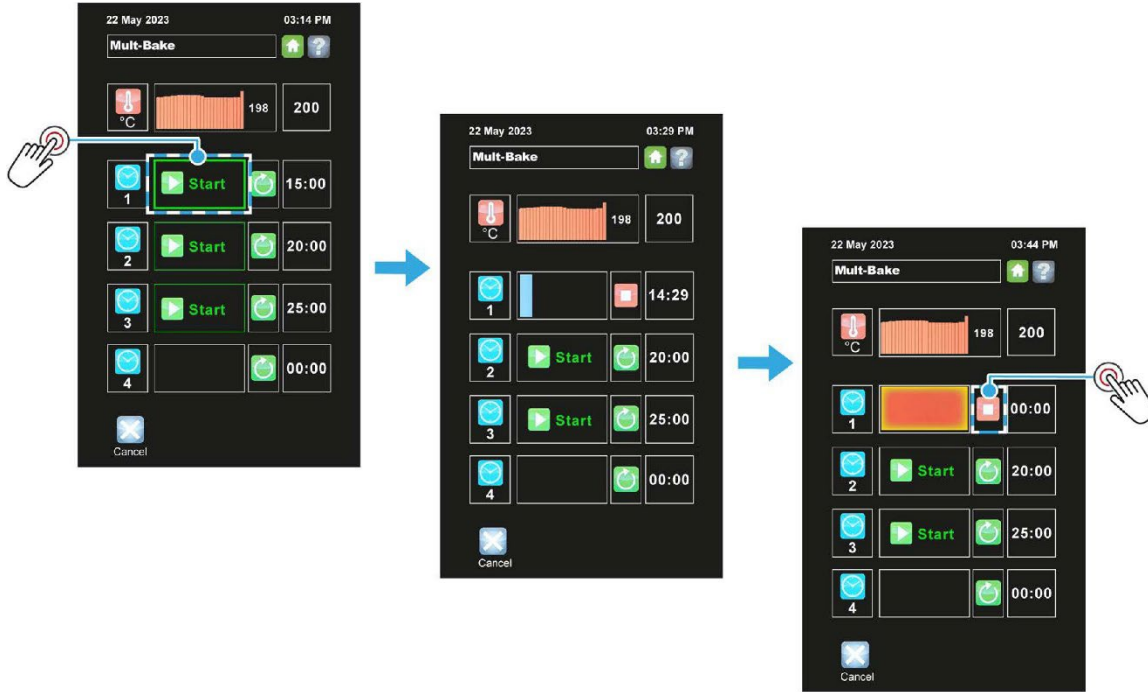 22 May 2023 03:14 PM
Mult-Bake ?
°C 198 200
1 Start 15:00
2 Start 20:00
3 Start 25:00
4 00:00
Cancel
22 May 2023 03:29 PM
Mult-Bake ?
°C 198 200
1 14:29
2 Start 20:00
3 Start 25:00
4 00:00
Cancel
22 May 2023 03:44 PM
Mult-Bake ?
°C 198 200
1 00:00
2 Start 20:00
3 Start 25:00
4 00:00
Cancel